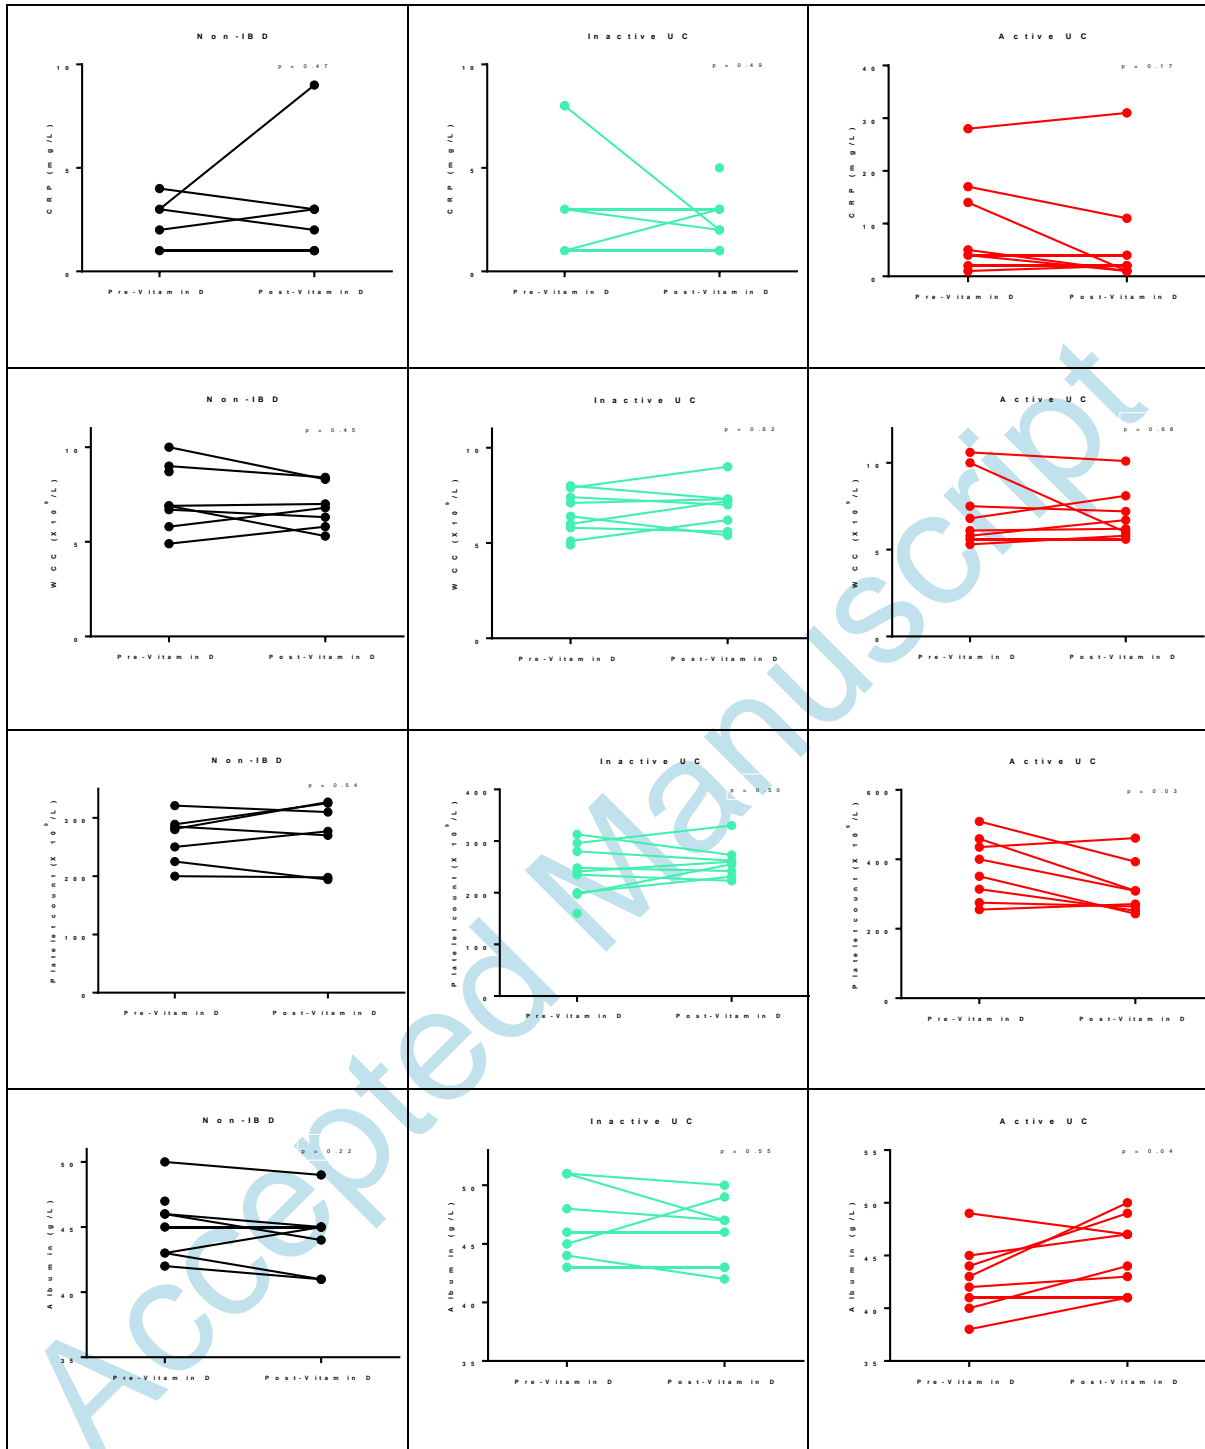 Non-IBD
p = 0.47
CRP (mg/L)
10
5
0
Pre-Vitamin D
Post-Vitamin D
Inactive UC
p = 0.49
CRP (mg/L)
10
5
0
Pre-Vitamin D
Post-Vitamin D
Active UC
p = 0.17
CRP (mg/L)
40
30
20
10
0
Pre-Vitamin D
Post-Vitamin D
Non-IBD
p = 0.45
WCC (X10⁹/L)
10
5
0
Pre-Vitamin D
Post-Vitamin D
Inactive UC
p = 0.62
WCC (X10⁹/L)
10
5
0
Pre-Vitamin D
Post-Vitamin D
Active UC
p = 0.68
WCC (X10⁹/L)
10
5
0
Pre-Vitamin D
Post-Vitamin D
Non-IBD
p = 0.54
Platelet count (X 10⁹/L)
300
200
100
0
Pre-Vitamin D
Post-Vitamin D
Inactive UC
p = 0.50
Platelet count (X 10⁹/L)
400
300
200
100
0
Pre-Vitamin D
Post-Vitamin D
Active UC
p = 0.03
Platelet count (X 10⁹/L)
600
400
200
0
Pre-Vitamin D
Post-Vitamin D
Non-IBD
p = 0.22
Albumin (g/L)
50
45
40
35
Pre-Vitamin D
Post-Vitamin D
Inactive UC
p = 0.55
Albumin (g/L)
50
45
40
35
Pre-Vitamin D
Post-Vitamin D
Active UC
p = 0.04
Albumin (g/L)
55
50
45
40
35
Pre-Vitamin D
Post-Vitamin D
Accepted Manuscript